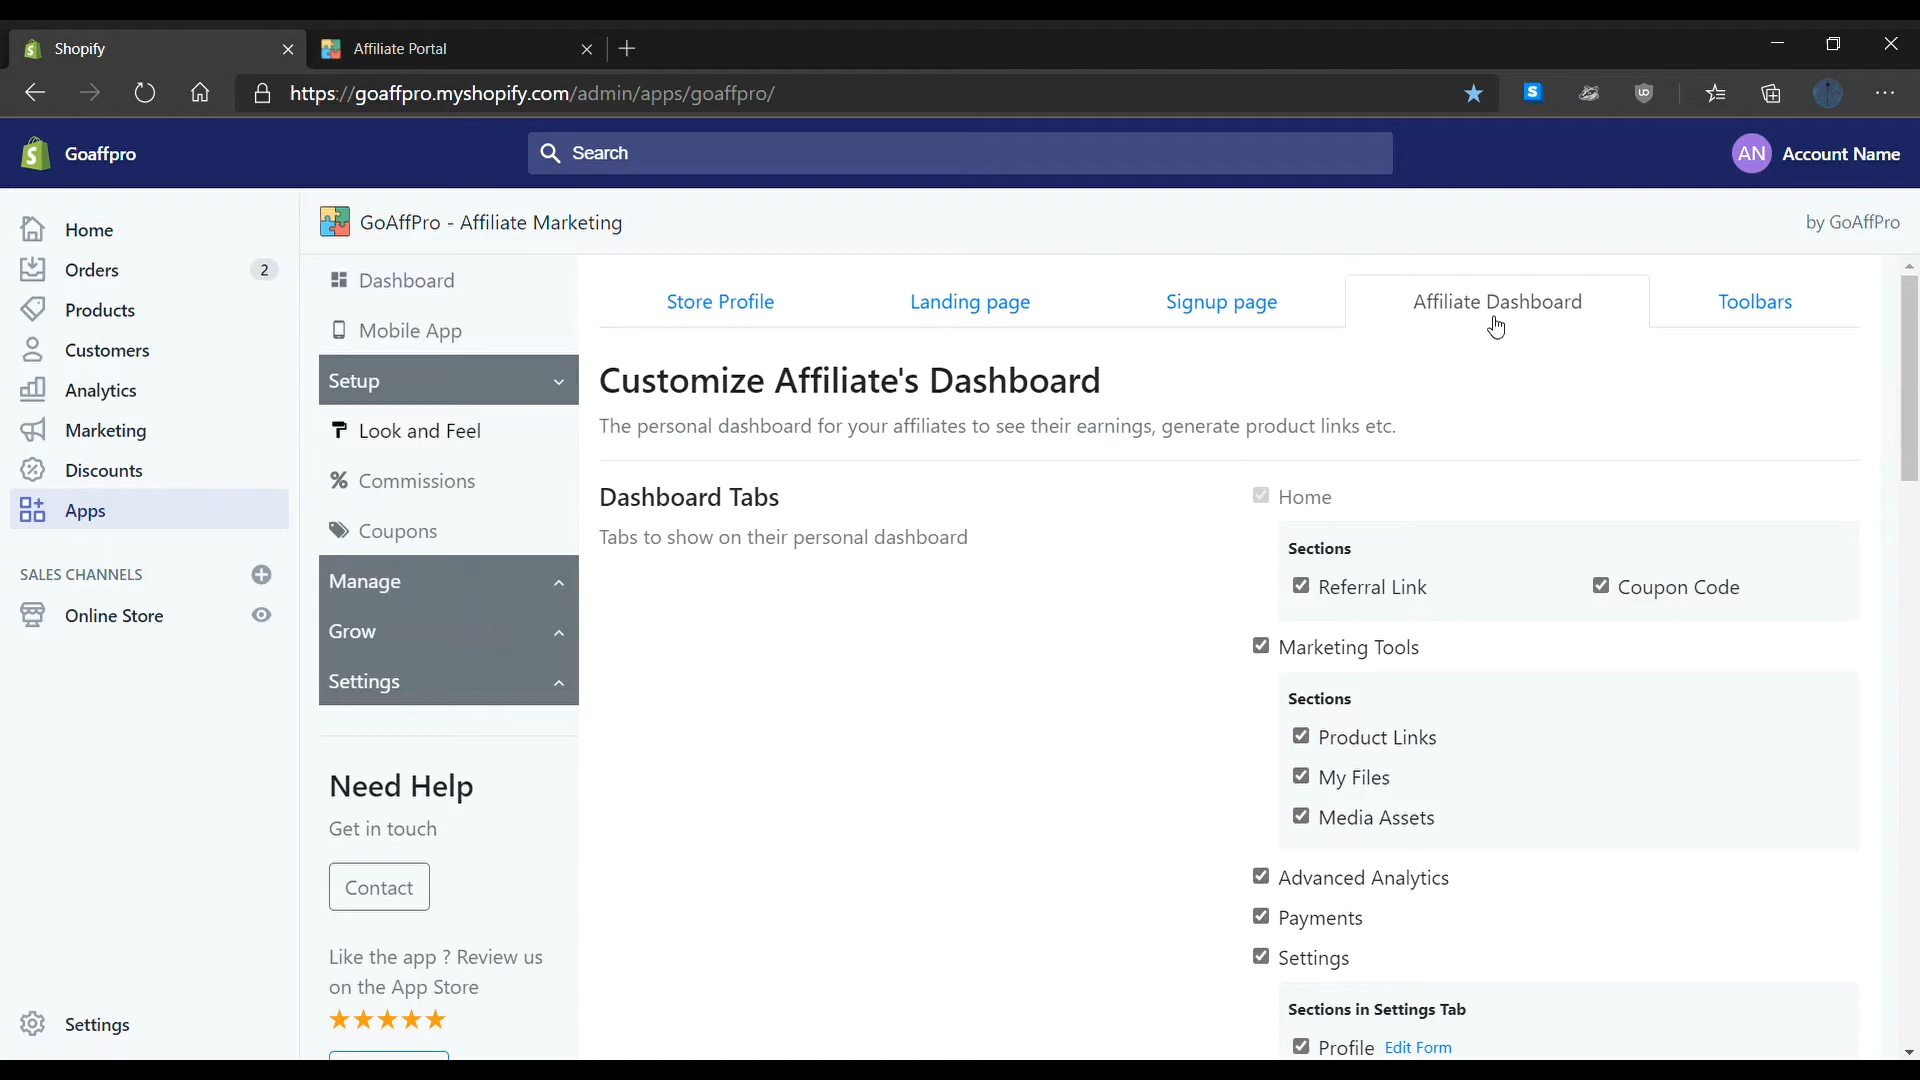 Shopify
Affiliate Portal
https://goaffpro.myshopify.com/admin/apps/goaffpro/
S
UO
Goaffpro
Search
AN Account Name
Home
Orders 2
Products
Customers
Analytics
Marketing
Discounts
Apps
SALES CHANNELS
Online Store
Settings
GoAffPro - Affiliate Marketing
by GoAffPro
Dashboard
Mobile App
Setup
Look and Feel
Commissions
Coupons
Manage
Grow
Settings
Need Help
Get in touch
Contact
Like the app ? Review us
on the App Store
Store Profile
Landing page
Signup page
Affiliate Dashboard
Toolbars
Customize Affiliate's Dashboard
The personal dashboard for your affiliates to see their earnings, generate product links etc.
Dashboard Tabs
Tabs to show on their personal dashboard
Home
Sections
Referral Link
Coupon Code
Marketing Tools
Sections
Product Links
My Files
Media Assets
Advanced Analytics
Payments
Settings
Sections in Settings Tab
Profile Edit Form